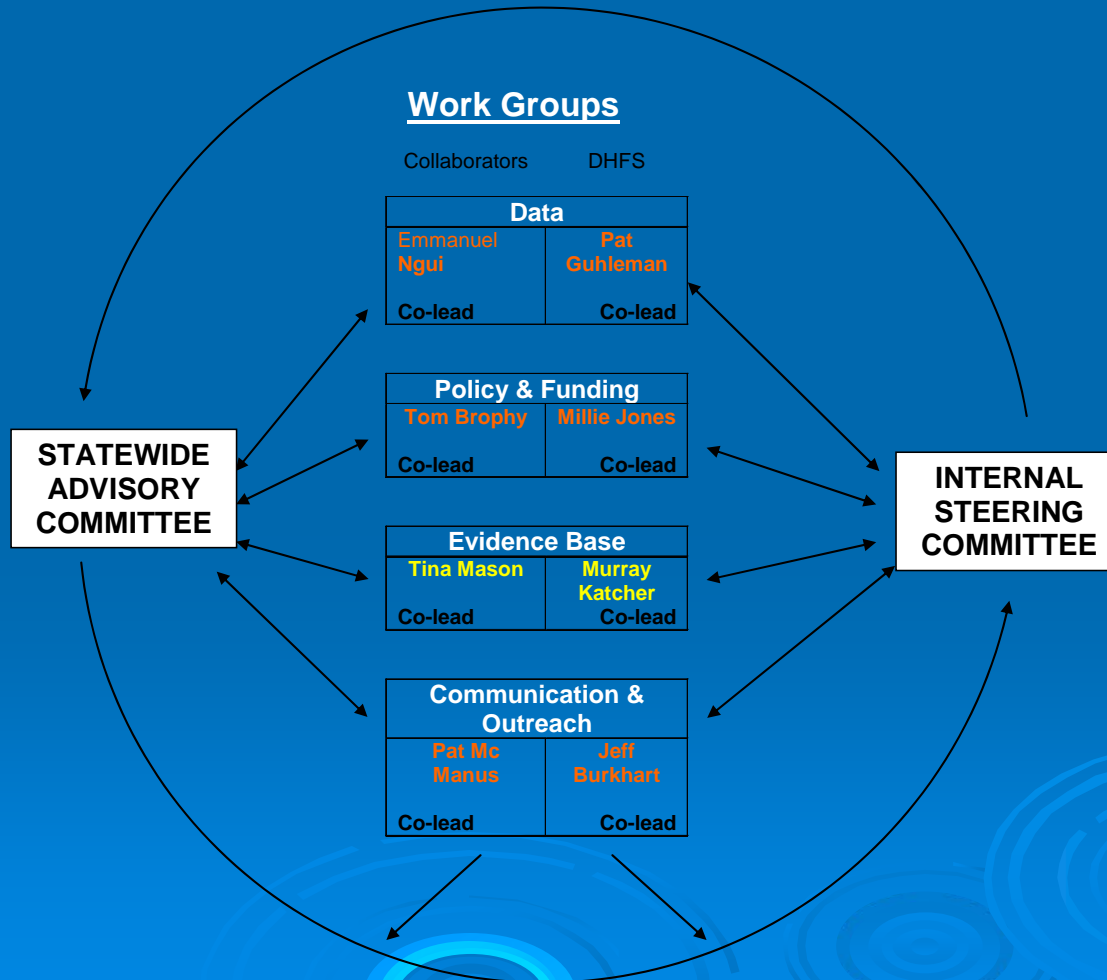 Work Groups
Collaborators DHFS
Data
Emmanuel Pat
Ngui Guhleman
Co-lead Co-lead
Policy & Funding
Tom Brophy Millie Jones
Co-lead Co-lead
STATEWIDE
ADVISORY
COMMITTEE
INTERNAL
STEERING
COMMITTEE
Evidence Base
Tina Mason Murray
Katcher
Co-lead Co-lead
Communication &
Outreach
Pat Mc Jeff
Manus Burkhart
Co-lead Co-lead